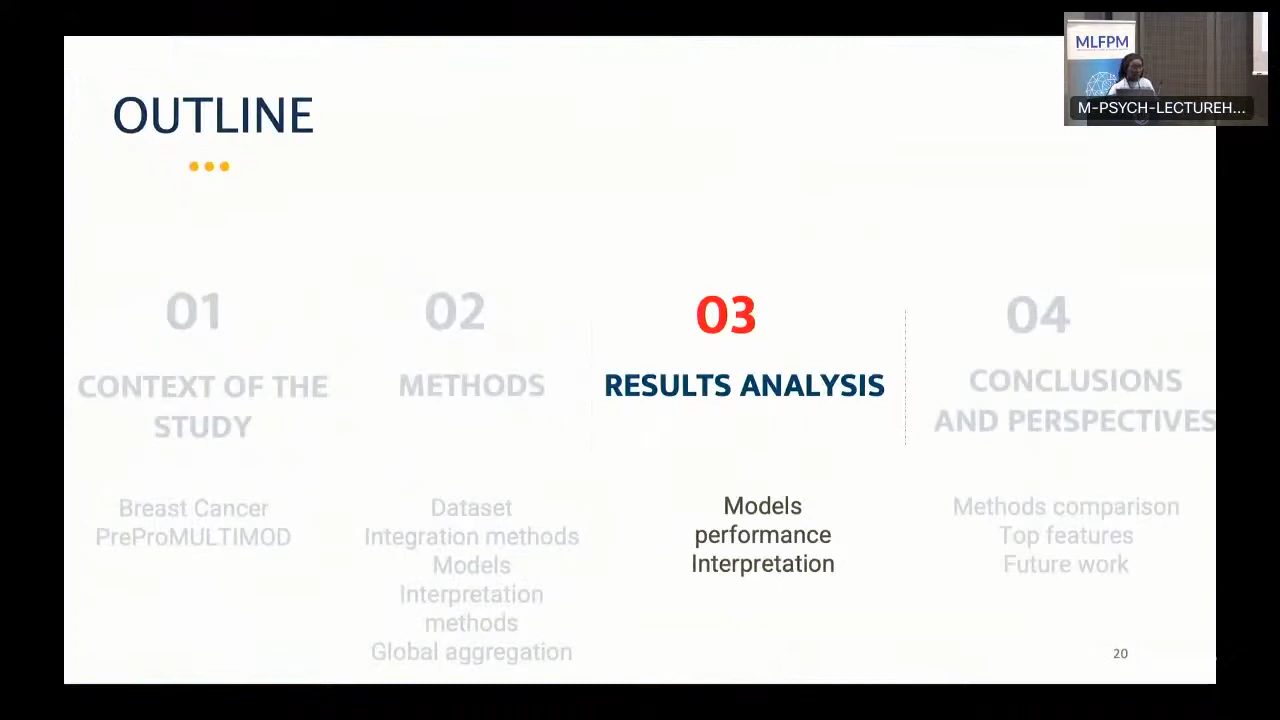 MLFPM
M-PSYCH-LECTUREH...
OUTLINE
01
CONTEXT OF THE
STUDY
Breast Cancer
PreProMULTIMOD
02
METHODS
Dataset
Integration methods
Models
Interpretation
methods
Global aggregation
03
RESULTS ANALYSIS
Models
performance
Interpretation
04
CONCLUSIONS
AND PERSPECTIVES
Methods comparison
Top features
Future work
20